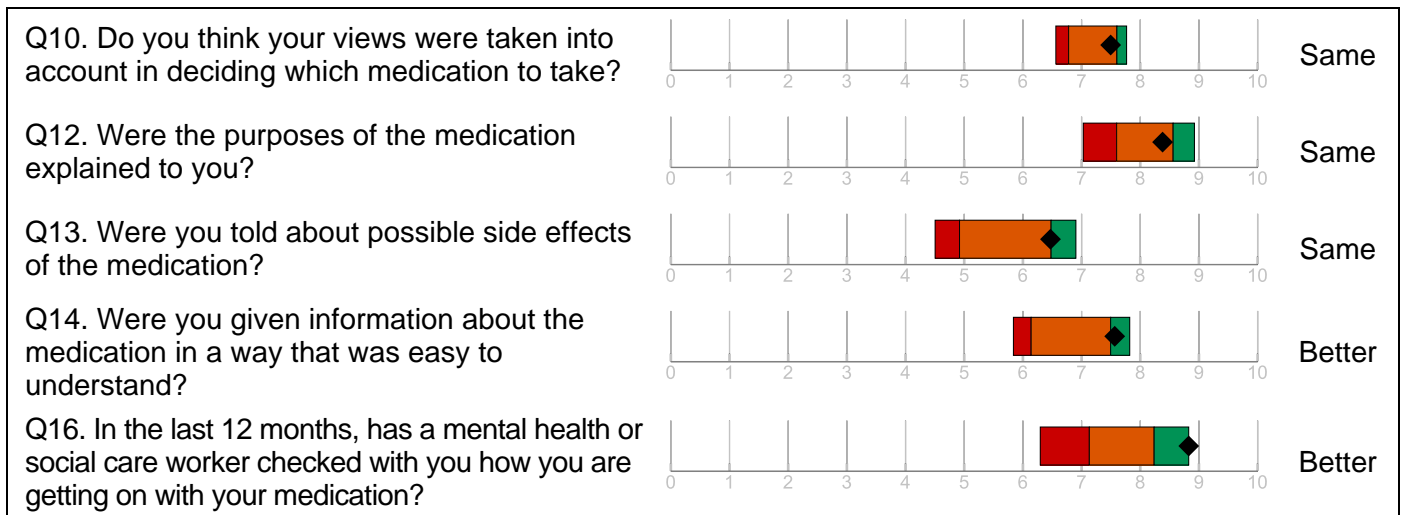 Q10. Do you think your views were taken into
account in deciding which medication to take?
0 1 2 3 4 5 6 7 8 9 10
Same
Q12. Were the purposes of the medication
explained to you?
0 1 2 3 4 5 6 7 8 9 10
Same
Q13. Were you told about possible side effects
of the medication?
0 1 2 3 4 5 6 7 8 9 10
Same
Q14. Were you given information about the
medication in a way that was easy to
understand?
0 1 2 3 4 5 6 7 8 9 10
Better
Q16. In the last 12 months, has a mental health or
social care worker checked with you how you are
getting on with your medication?
0 1 2 3 4 5 6 7 8 9 10
Better